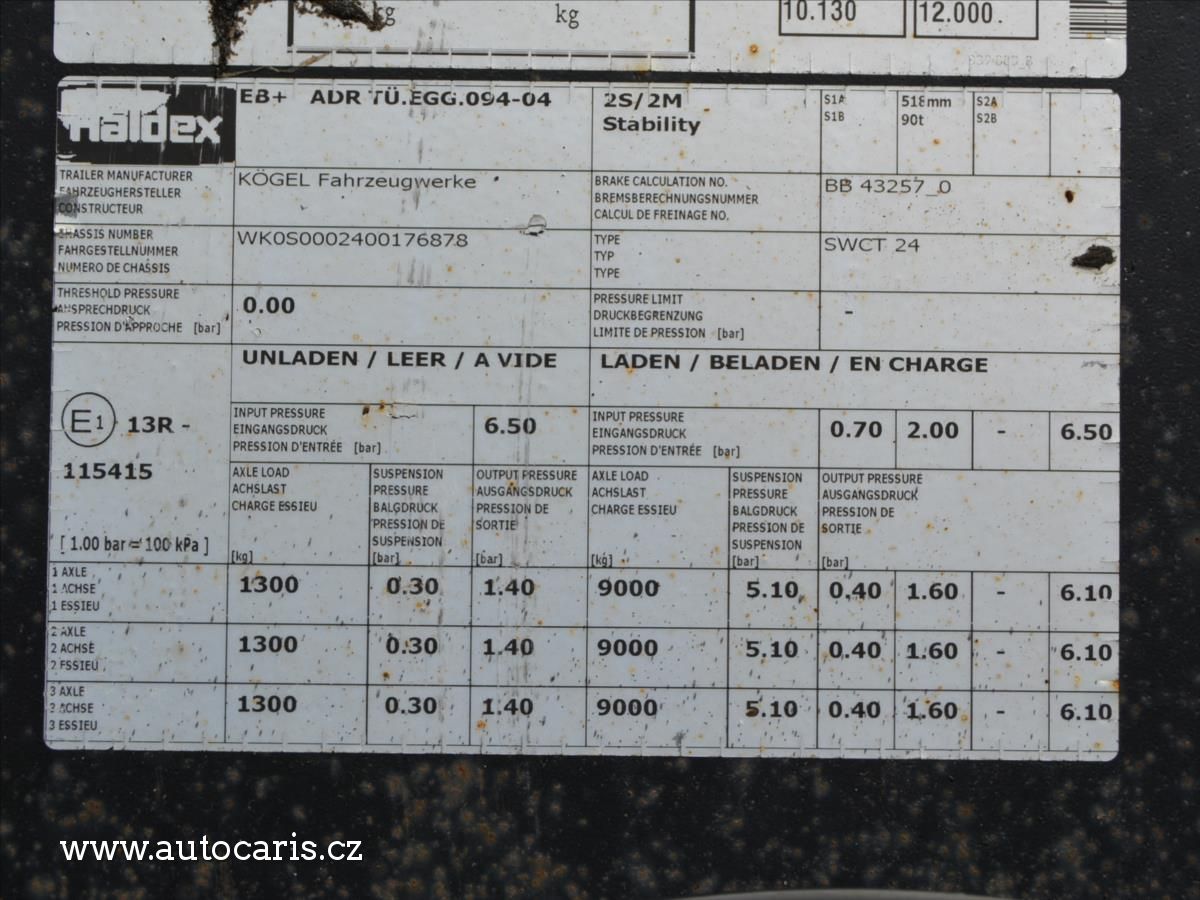 kg kg 10.130 12.000.
Haldex EB+ ADR TÜ.EGG.094-04 2S/2M Stability S1A S1B 518mm 90t S2A S2B
TRAILER MANUFACTURER
FAHRZEUGHERSTELLER
CONSTRUCTEUR
KÖGEL Fahrzeugwerke
BRAKE CALCULATION NO.
BREMSBERECHNUNGSNUMMER
CALCUL DE FREINAGE NO.
BB 43257_0
CHASSIS NUMBER
FAHRGESTELLNUMMER
NUMERO DE CHASSIS
WK0S0002400176878
TYPE
TYP
TYPE
SWCT 24
THRESHOLD PRESSURE
ANSPRECHDRUCK
PRESSION D'APPROCHE [bar]
0.00
PRESSURE LIMIT
DRUCKBEGRENZUNG
LIMITE DE PRESSION [bar]
-
UNLADEN / LEER / A VIDE LADEN / BELADEN / EN CHARGE
E1 13R -
115415
[ 1.00 bar = 100 kPa ]
INPUT PRESSURE
EINGANGSDRUCK
PRESSION D'ENTRÉE [bar]
6.50
INPUT PRESSURE
EINGANGSDRUCK
PRESSION D'ENTRÉE [bar]
0.70 2.00 - 6.50
AXLE LOAD
ACHSLAST
CHARGE ESSIEU
[kg]
SUSPENSION
PRESSURE
BALGDRUCK
PRESSION DE
SUSPENSION
[bar]
OUTPUT PRESSURE
AUSGANGSDRUCK
PRESSION DE
SORTIE
[bar]
AXLE LOAD
ACHSLAST
CHARGE ESSIEU
[kg]
SUSPENSION
PRESSURE
BALGDRUCK
PRESSION DE
SUSPENSION
[bar]
OUTPUT PRESSURE
AUSGANGSDRUCK
PRESSION DE
SORTIE
[bar]
1 AXLE
1 ACHSE
1 ESSIEU
1300 0.30 1.40 9000 5.10 0.40 1.60 - 6.10
2 AXLE
2 ACHSE
2 ESSIEU
1300 0.30 1.40 9000 5.10 0.40 1.60 - 6.10
3 AXLE
3 ACHSE
3 ESSIEU
1300 0.30 1.40 9000 5.10 0.40 1.60 - 6.10
www.autocaris.cz